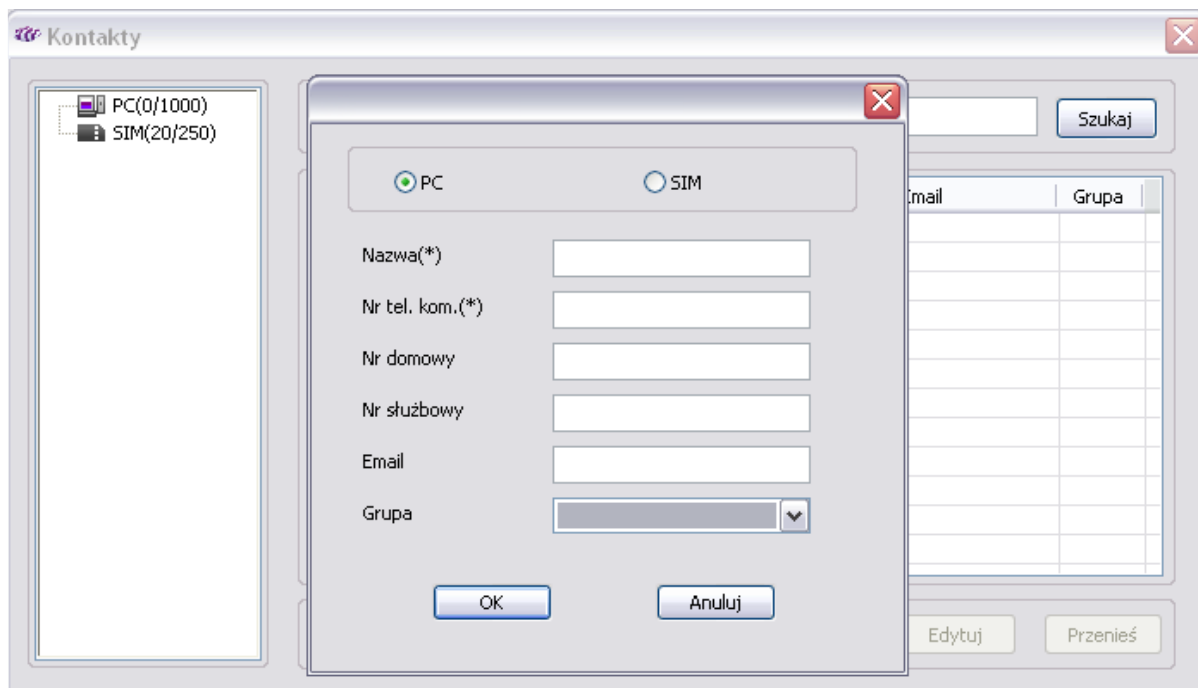 Kontakty
PC(0/1000)
SIM(20/250)
Szukaj
PC SIM
Email Grupa
Nazwa(*)
Nr tel. kom.(*)
Nr domowy
Nr służbowy
Email
Grupa
OK Anuluj
Edytuj Przenieś